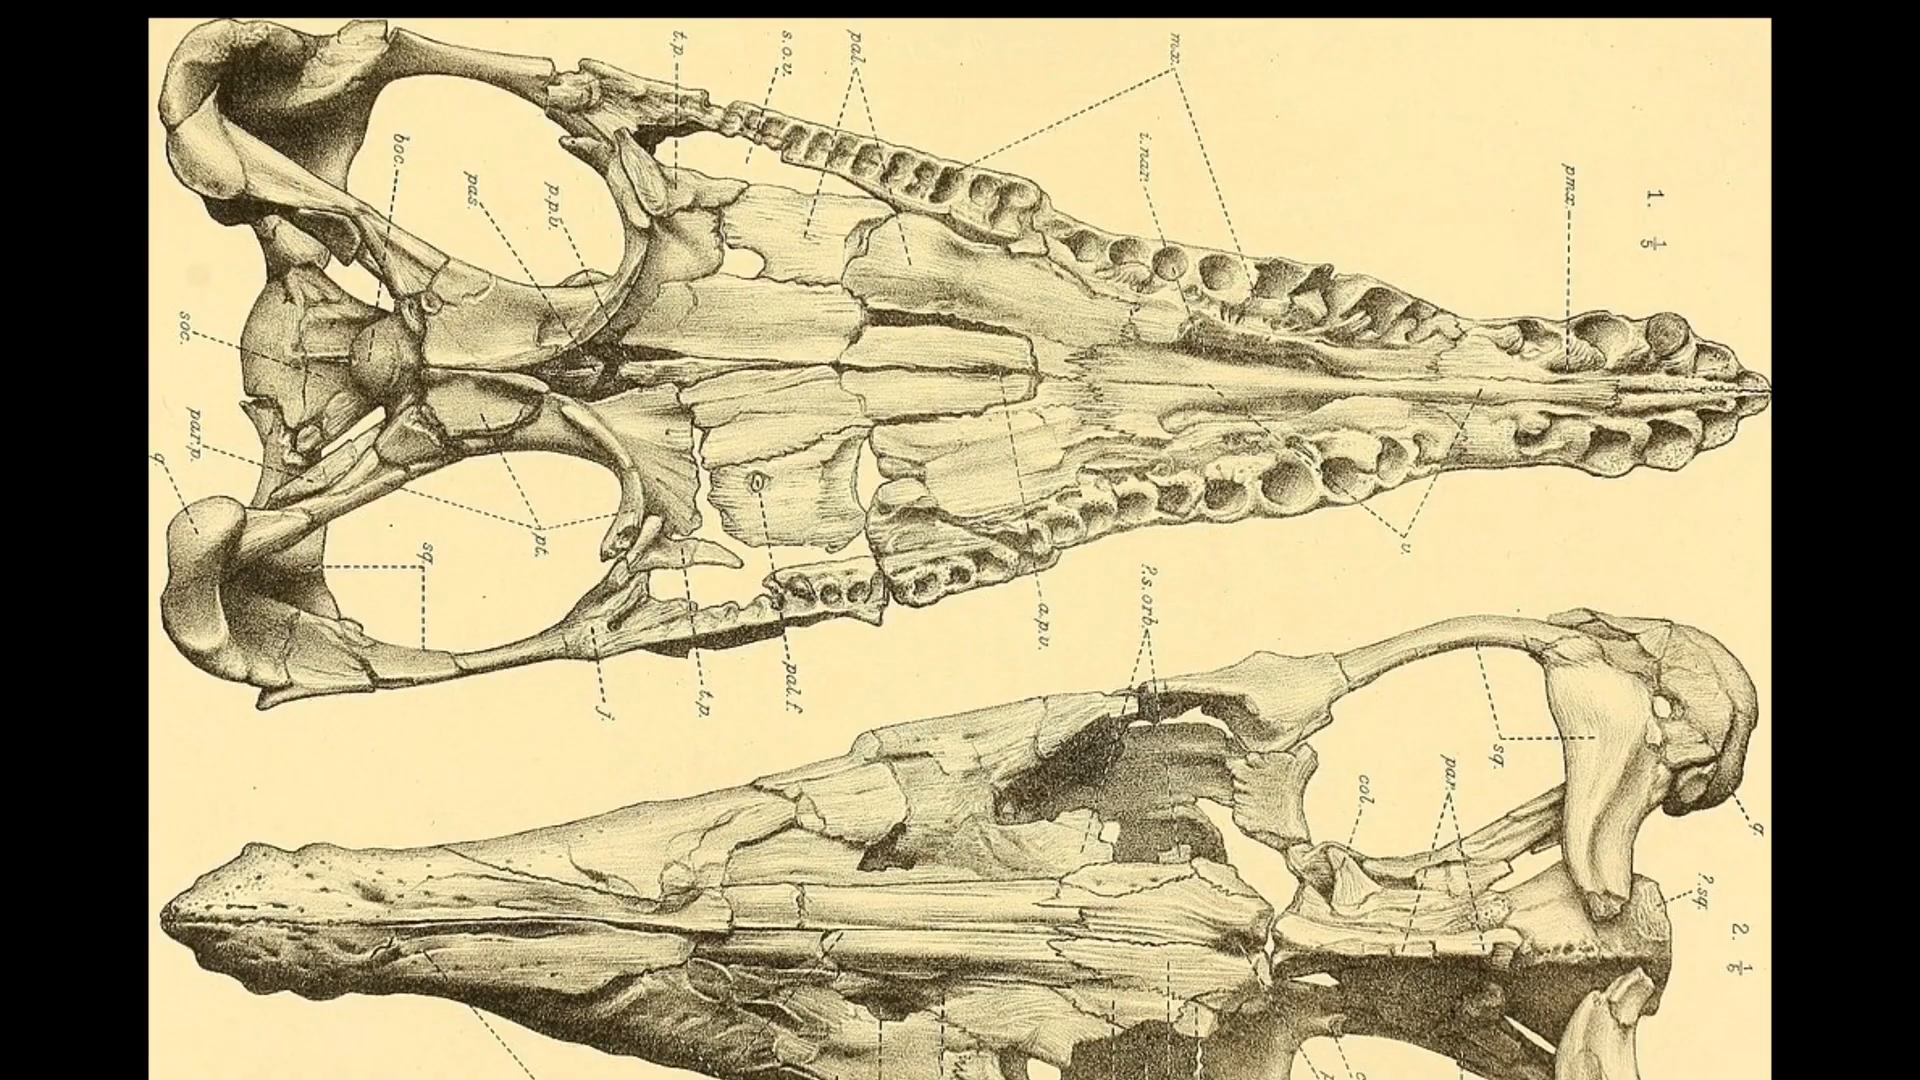 1. 1/5
t.p.
s.o.v.
pal.
mx.
boc.
pas.
p.p.v.
i.nar.
pmx.
soc.
par.p.
q.
sq.
pt.
v.
j.
t.p.
pal.f.
a.p.v.
?.s.orb.
sq.
par.
col.
q.
?.sq.
2. 1/5